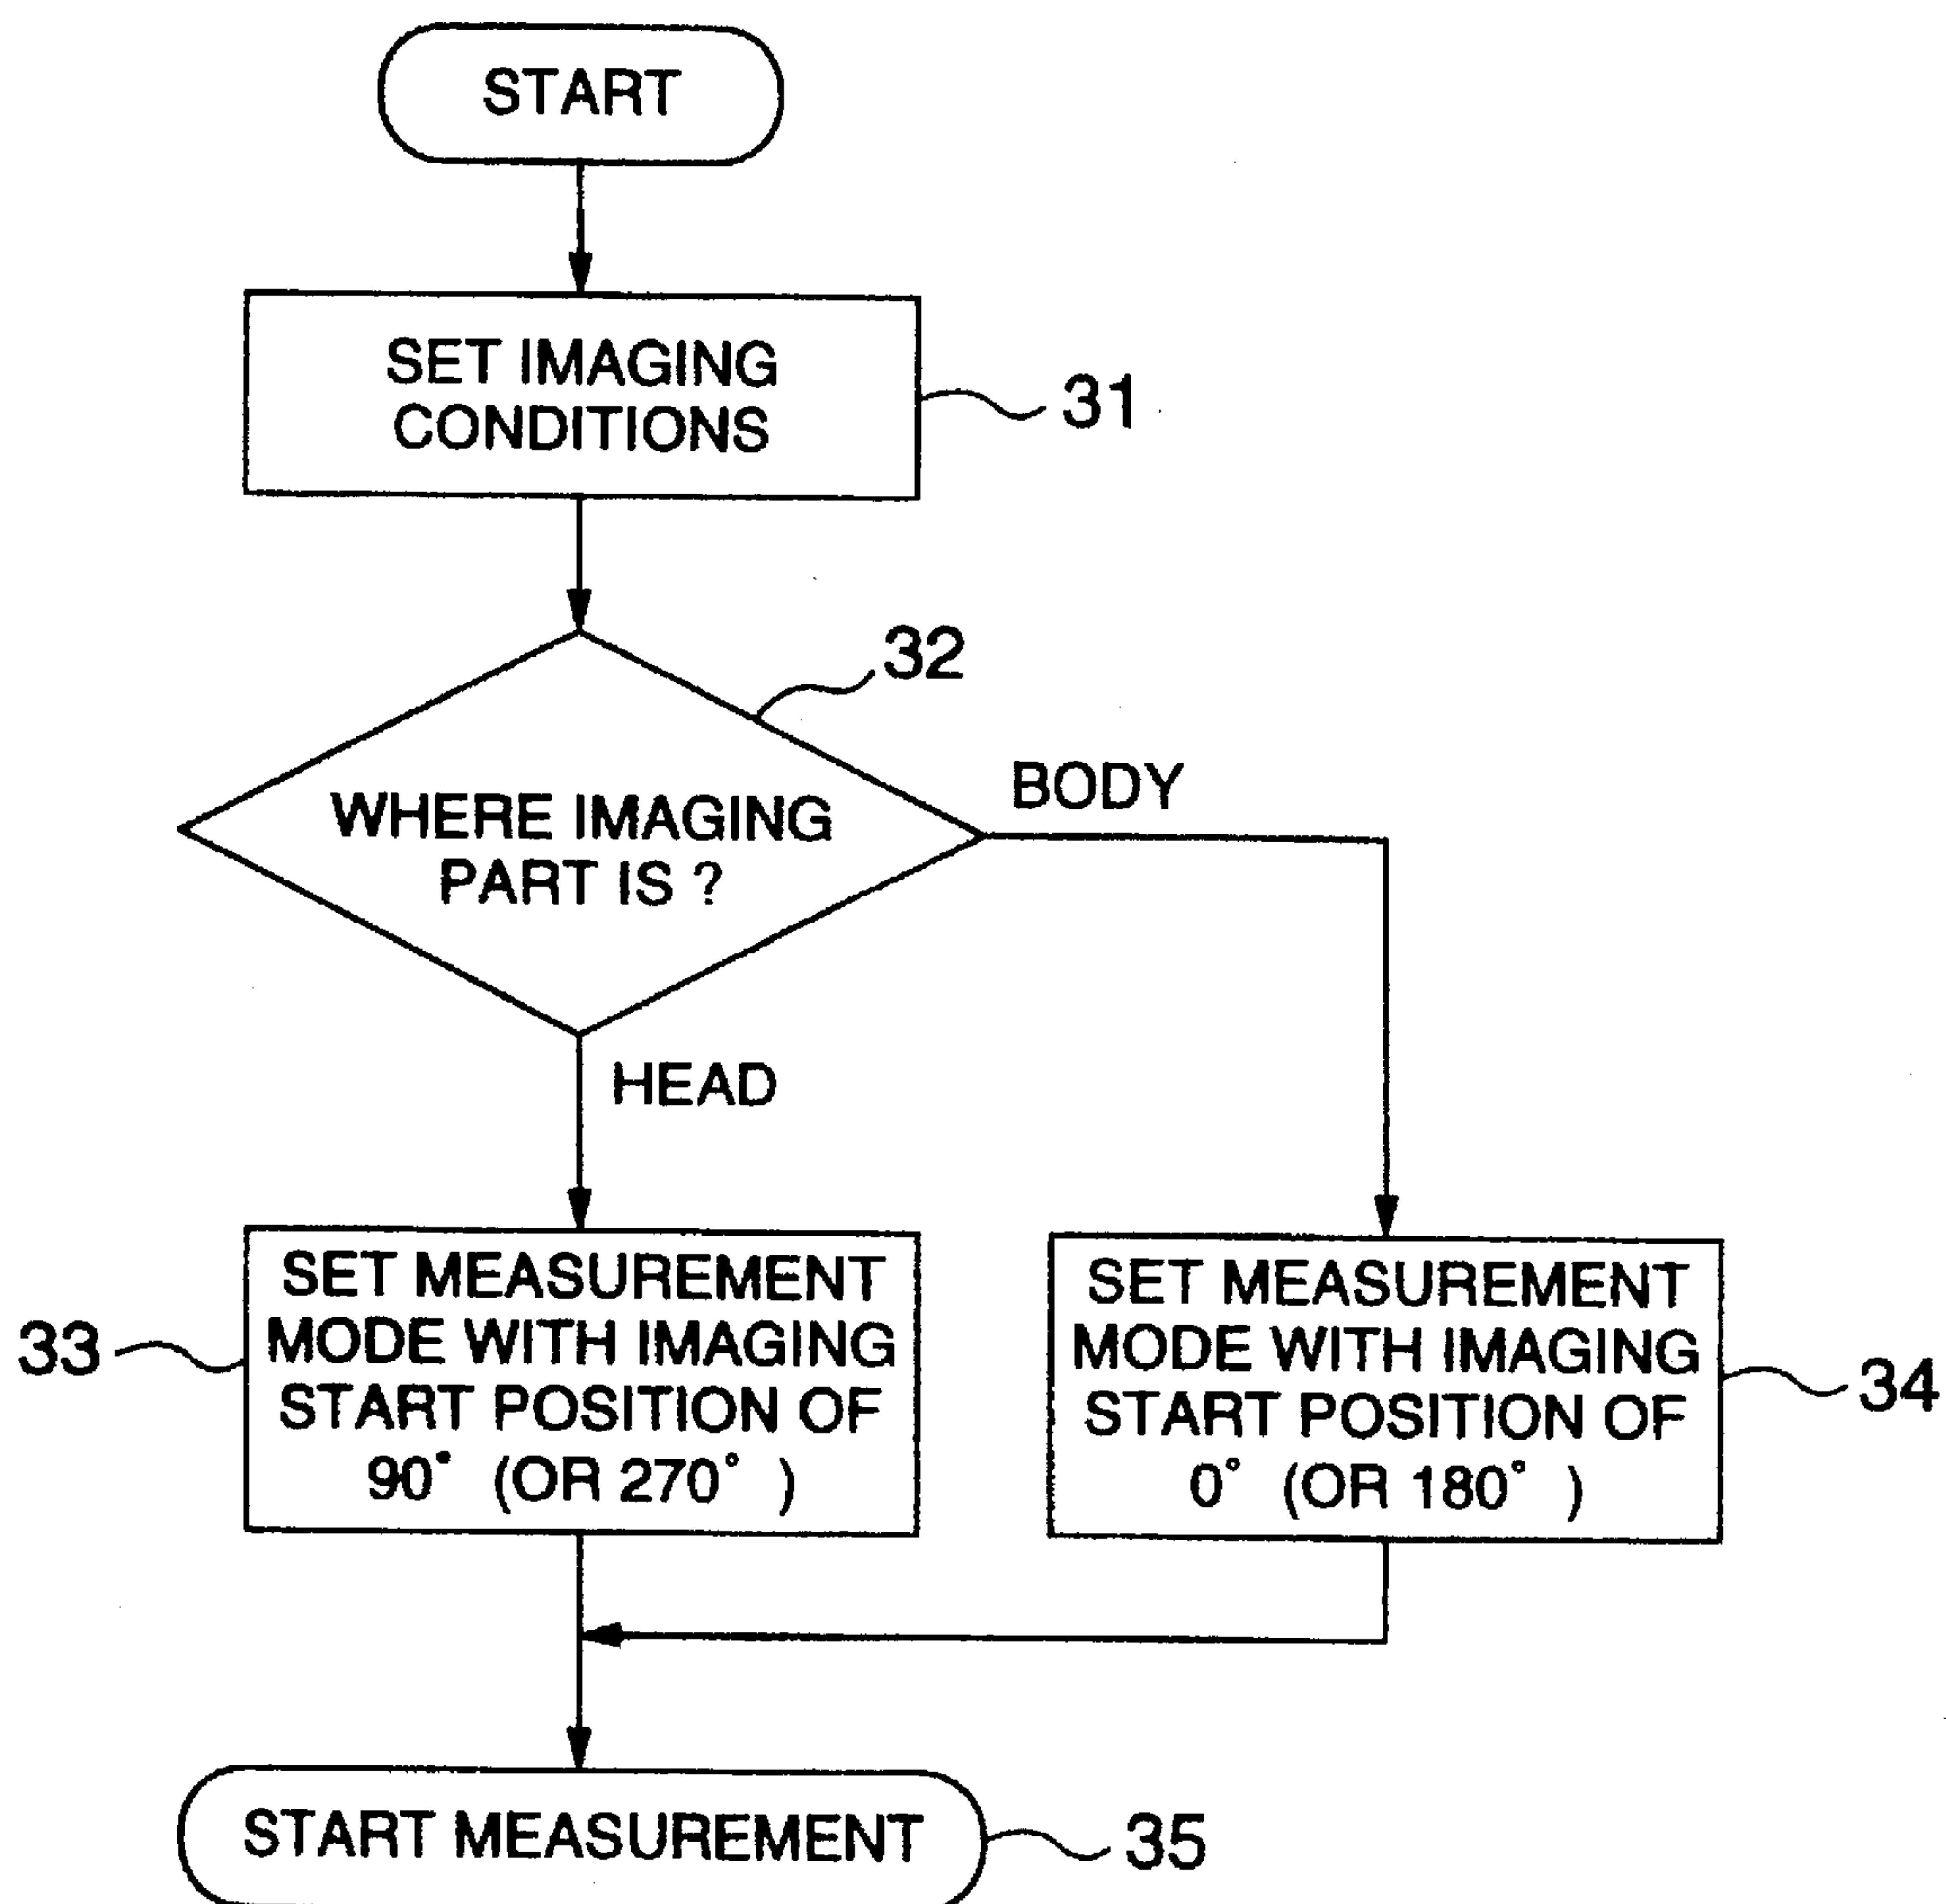 START
SET IMAGING
CONDITIONS
31
32
WHERE IMAGING
PART IS ?
BODY
HEAD
33
SET MEASUREMENT
MODE WITH IMAGING
START POSITION OF
90° (OR 270° )
SET MEASUREMENT
MODE WITH IMAGING
START POSITION OF
0° (OR 180° )
34
START MEASUREMENT
35